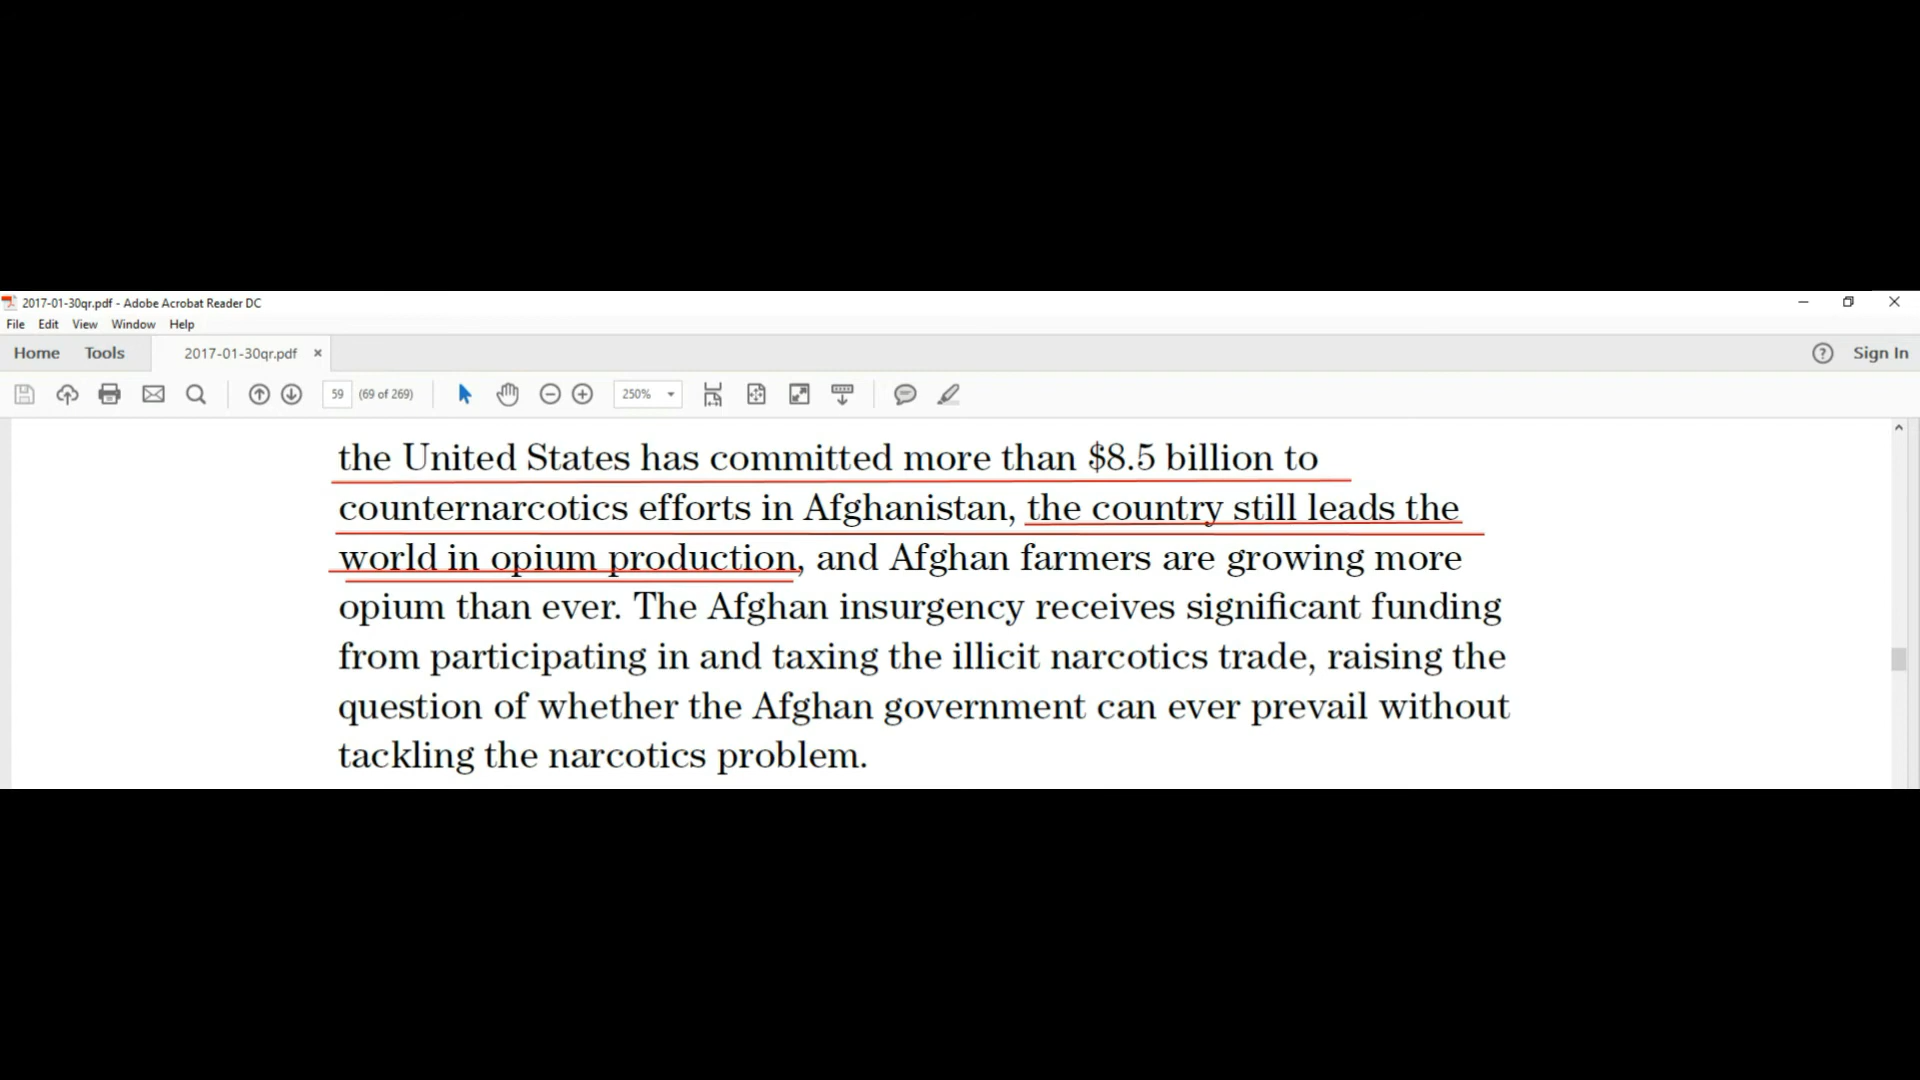 2017-01-30qr.pdf - Adobe Acrobat Reader DC
File Edit View Window Help
Home Tools 2017-01-30qr.pdf × ? Sign In
59 (69 of 269) 250%
the United States has committed more than $8.5 billion to
counternarcotics efforts in Afghanistan, the country still leads the
world in opium production, and Afghan farmers are growing more
opium than ever. The Afghan insurgency receives significant funding
from participating in and taxing the illicit narcotics trade, raising the
question of whether the Afghan government can ever prevail without
tackling the narcotics problem.